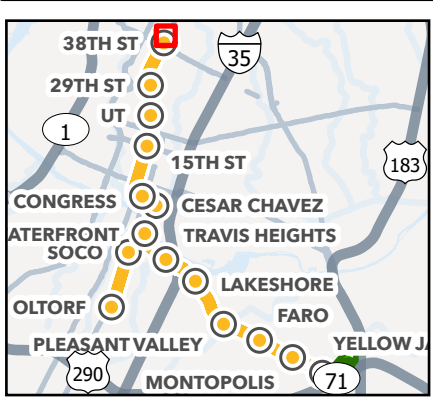 38TH ST
35
29TH ST
UT
1
15TH ST
183
CONGRESS
CESAR CHAVEZ
ATERFRONT
TRAVIS HEIGHTS
SOCO
LAKESHORE
OLTORF
FARO
PLEASANT VALLEY
YELLOW JA
290
MONTOPOLIS
71